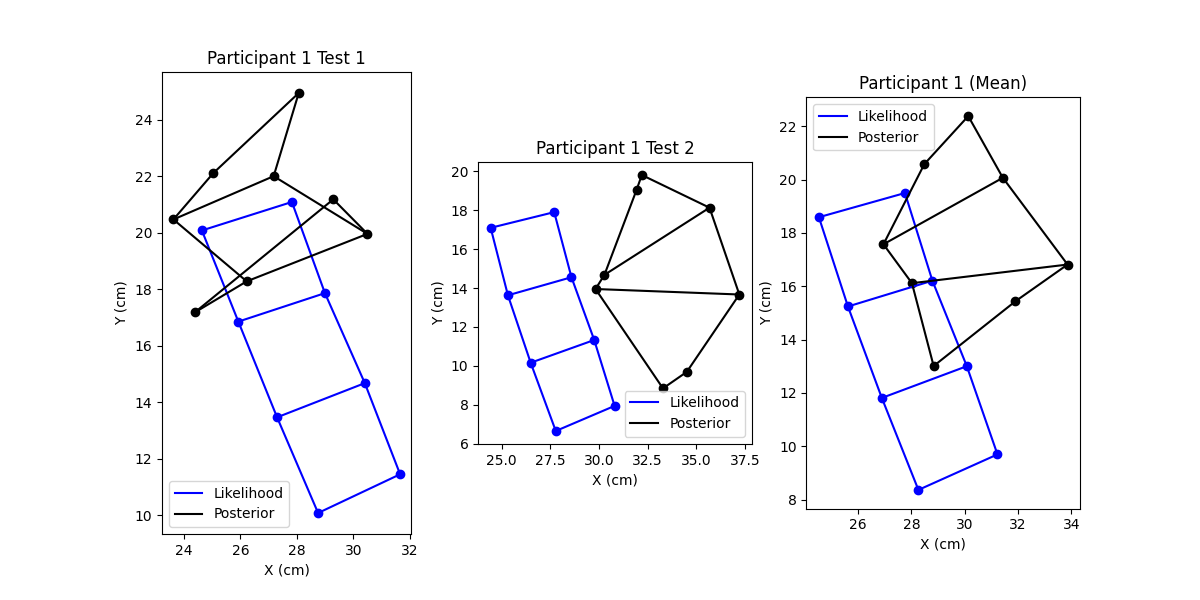 Participant 1 Test 1
Y (cm)
24
22
20
18
16
14
12
10
Likelihood
Posterior
24 26 28 30 32
X (cm)
Participant 1 Test 2
Y (cm)
20
18
16
14
12
10
8
6
Likelihood
Posterior
25.0 27.5 30.0 32.5 35.0 37.5
X (cm)
Participant 1 (Mean)
Likelihood
Posterior
Y (cm)
22
20
18
16
14
12
10
8
26 28 30 32 34
X (cm)